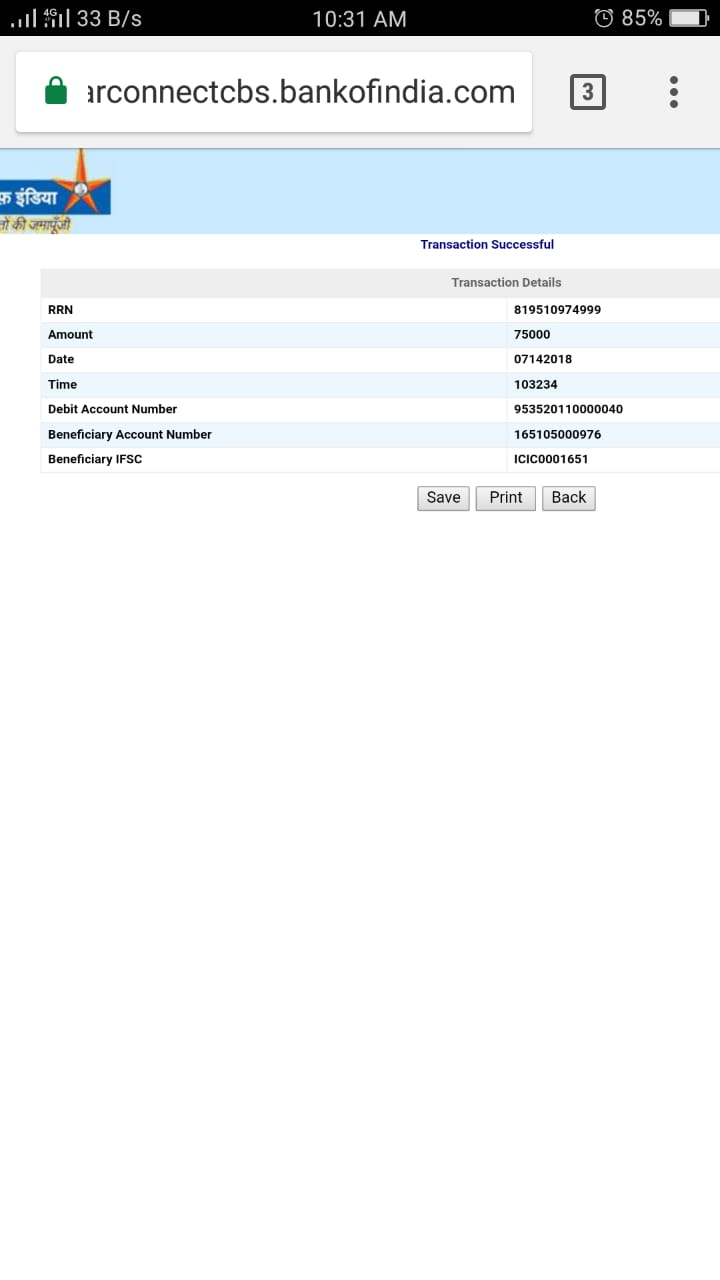 4G 33 B/s 10:31 AM 85%
arconnectcbs.bankofindia.com 3
फ़ इंडिया
तों की जमापूँजी
Transaction Successful
Transaction Details
RRN 819510974999
Amount 75000
Date 07142018
Time 103234
Debit Account Number 953520110000040
Beneficiary Account Number 165105000976
Beneficiary IFSC ICIC0001651
Save Print Back